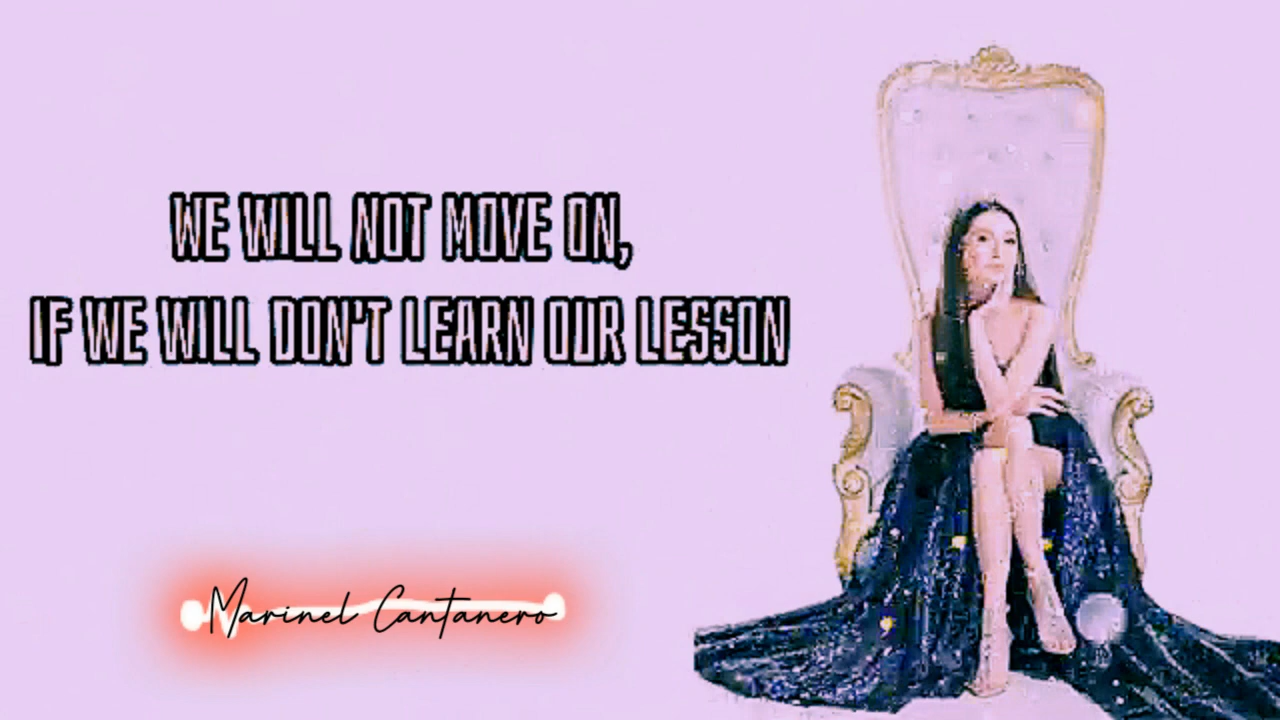 WE WILL NOT MOVE ON,
IF WE WILL DON'T LEARN OUR LESSON
Marinel Cantanero